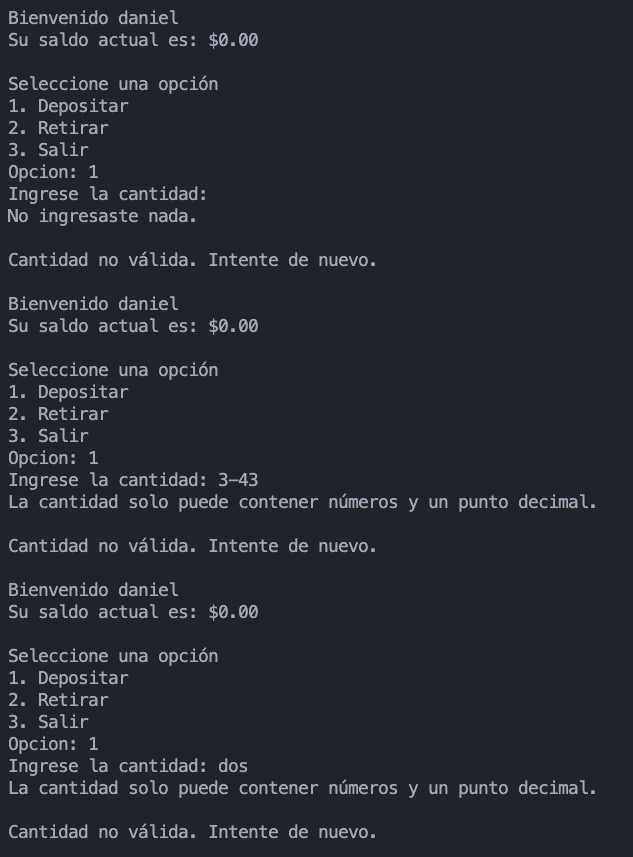 Bienvenido daniel
Su saldo actual es: $0.00
Seleccione una opción
1. Depositar
2. Retirar
3. Salir
Opcion: 1
Ingrese la cantidad:
No ingresaste nada.
Cantidad no válida. Intente de nuevo.
Bienvenido daniel
Su saldo actual es: $0.00
Seleccione una opción
1. Depositar
2. Retirar
3. Salir
Opcion: 1
Ingrese la cantidad: 3-43
La cantidad solo puede contener números y un punto decimal.
Cantidad no válida. Intente de nuevo.
Bienvenido daniel
Su saldo actual es: $0.00
Seleccione una opción
1. Depositar
2. Retirar
3. Salir
Opcion: 1
Ingrese la cantidad: dos
La cantidad solo puede contener números y un punto decimal.
Cantidad no válida. Intente de nuevo.